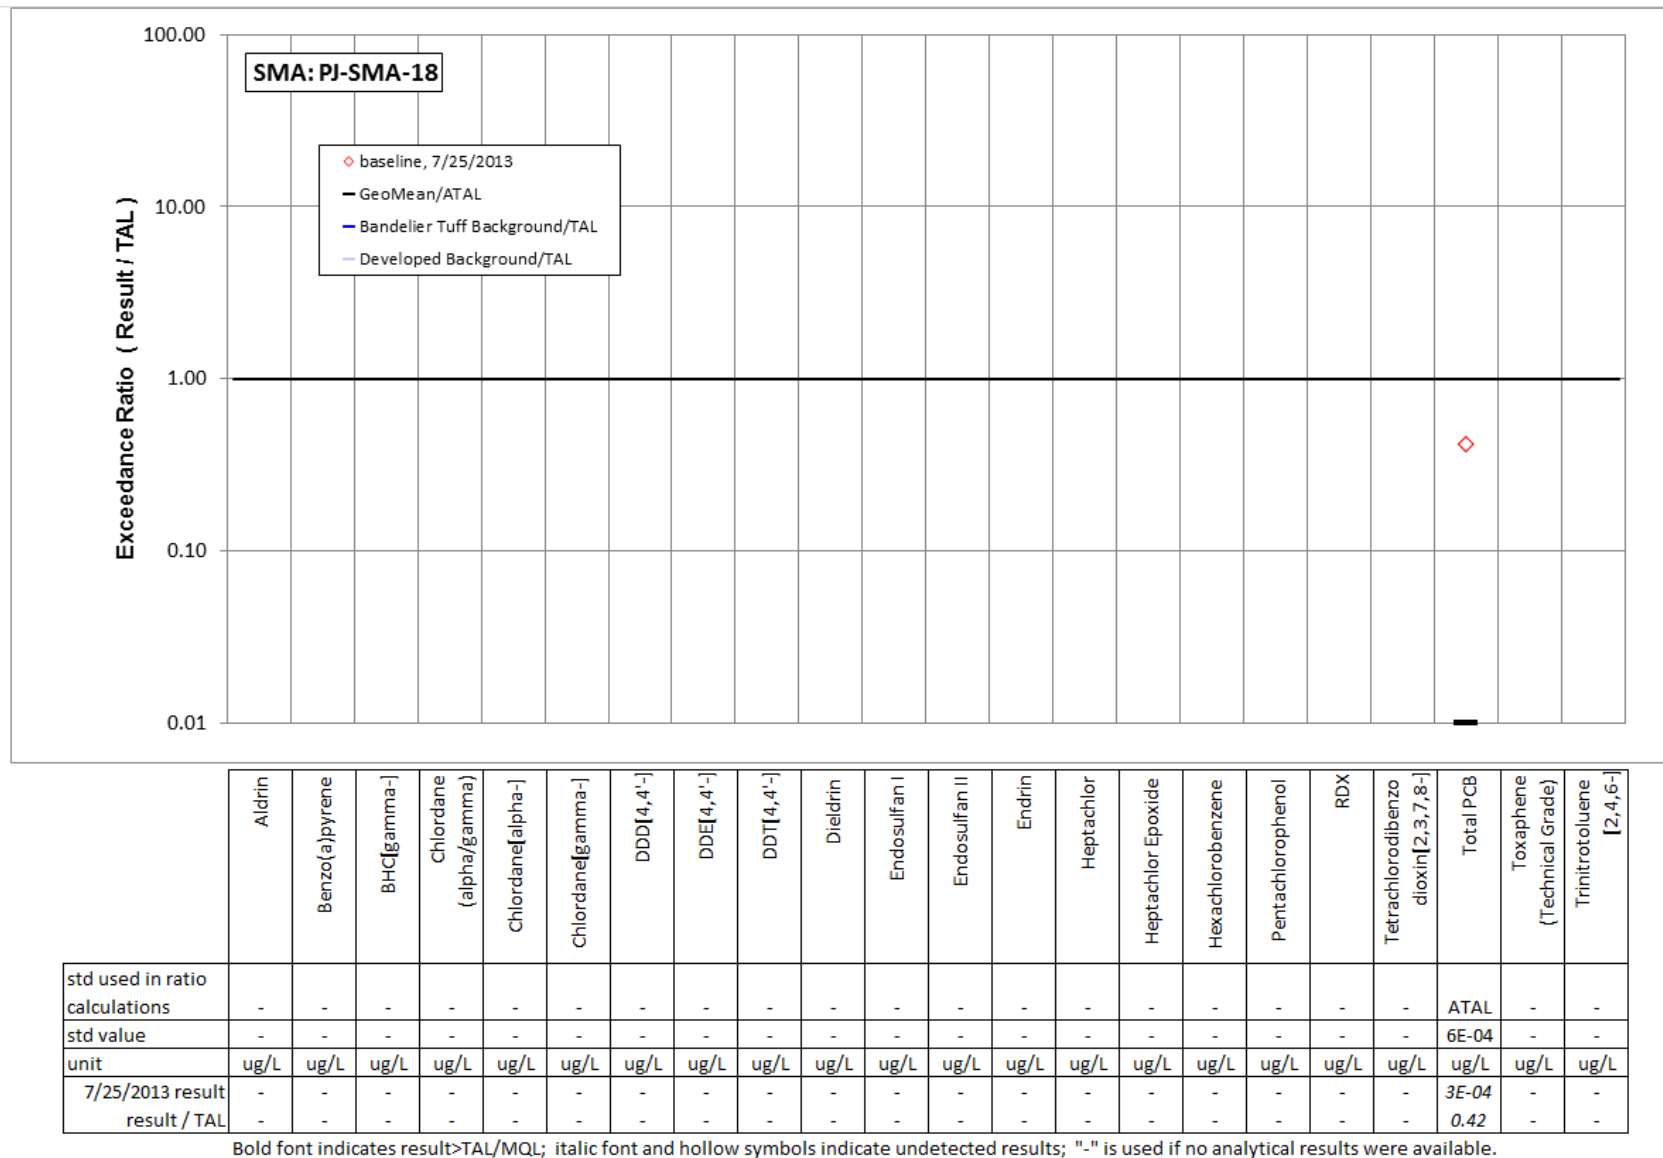 100.00
SMA: PJ-SMA-18
baseline, 7/25/2013
GeoMean/ATAL
Bandelier Tuff Background/TAL
Developed Background/TAL
10.00
1.00
0.10
0.01
Exceedance Ratio ( Result / TAL )
Aldrin
Benzo(a)pyrene
BHC[gamma-]
Chlordane
(alpha/gamma)
Chlordane[alpha-]
Chlordane[gamma-]
DDD[4,4'-]
DDE[4,4'-]
DDT[4,4'-]
Dieldrin
Endosulfan I
Endosulfan II
Endrin
Heptachlor
Heptachlor Epoxide
Hexachlorobenzene
Pentachlorophenol
RDX
Tetrachlorodibenzo
dioxin[2,3,7,8-]
Total PCB
Toxaphene
(Technical Grade)
Trinitrotoluene
[2,4,6-]
std used in ratio
calculations - - - - - - - - - - - - - - - - - - - ATAL - -
std value - - - - - - - - - - - - - - - - - - - 6E-04 - -
unit ug/L ug/L ug/L ug/L ug/L ug/L ug/L ug/L ug/L ug/L ug/L ug/L ug/L ug/L ug/L ug/L ug/L ug/L ug/L ug/L ug/L ug/L
7/25/2013 result - - - - - - - - - - - - - - - - - - - 3E-04 - -
result / TAL - - - - - - - - - - - - - - - - - - - 0.42 - -
Bold font indicates result>TAL/MQL; italic font and hollow symbols indicate undetected results; "-" is used if no analytical results were available.